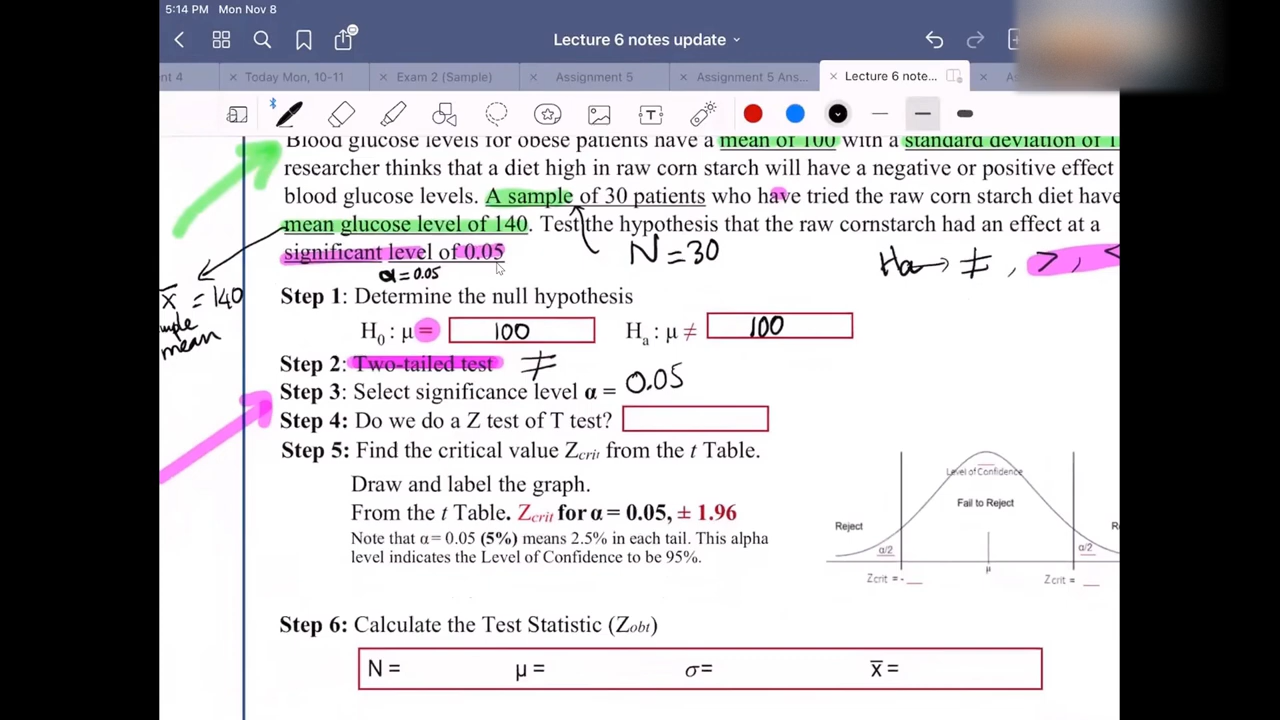 5:14 PM Mon Nov 8
Lecture 6 notes update
nt 4
Today Mon, 10-11
Exam 2 (Sample)
Assignment 5
Assignment 5 Ans...
Lecture 6 note...
Blood glucose levels for obese patients have a mean of 100 with a standard deviation of 1
researcher thinks that a diet high in raw corn starch will have a negative or positive effect
blood glucose levels. A sample of 30 patients who have tried the raw corn starch diet have
mean glucose level of 140. Test the hypothesis that the raw cornstarch had an effect at a
significant level of 0.05
N = 30
Ha → ≠ , > , <
α = 0.05
x̄ = 140
mean
Step 1: Determine the null hypothesis
H0 : μ = 100 Ha : μ ≠ 100
Step 2: Two-tailed test ≠
Step 3: Select significance level α = 0.05
Step 4: Do we do a Z test of T test?
Step 5: Find the critical value Zcrit from the t Table.
Draw and label the graph.
From the t Table. Zcrit for α = 0.05, ± 1.96
Note that α = 0.05 (5%) means 2.5% in each tail. This alpha
level indicates the Level of Confidence to be 95%.
Level of Confidence
Fail to Reject
Reject
R
α/2
α/2
μ
Zcrit = - __
Zcrit = __
Step 6: Calculate the Test Statistic (Zobt)
N = μ = σ= x̄ =